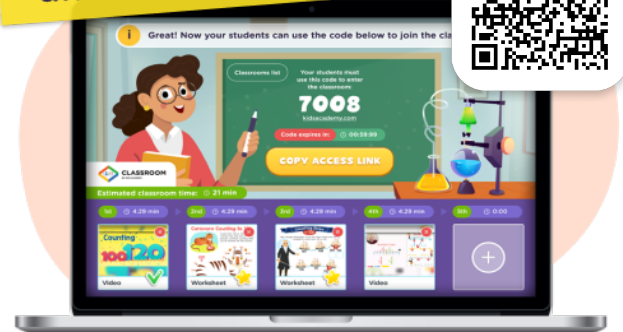 Great! Now your students can use the code below to join the cla
Classrooms list
Your students must
use this code to enter
the classroom:
7008
kidsacademy.com
Code expires in:
00:59:99
COPY ACCESS LINK
CLASSROOM
Estimated classroom time: 21 min
1st 4:29 min
2nd 4:29 min
3rd 4:29 min
4th 4:29 min
5th 0:00
Counting
100 120
Video
Worksheet
Worksheet
Video